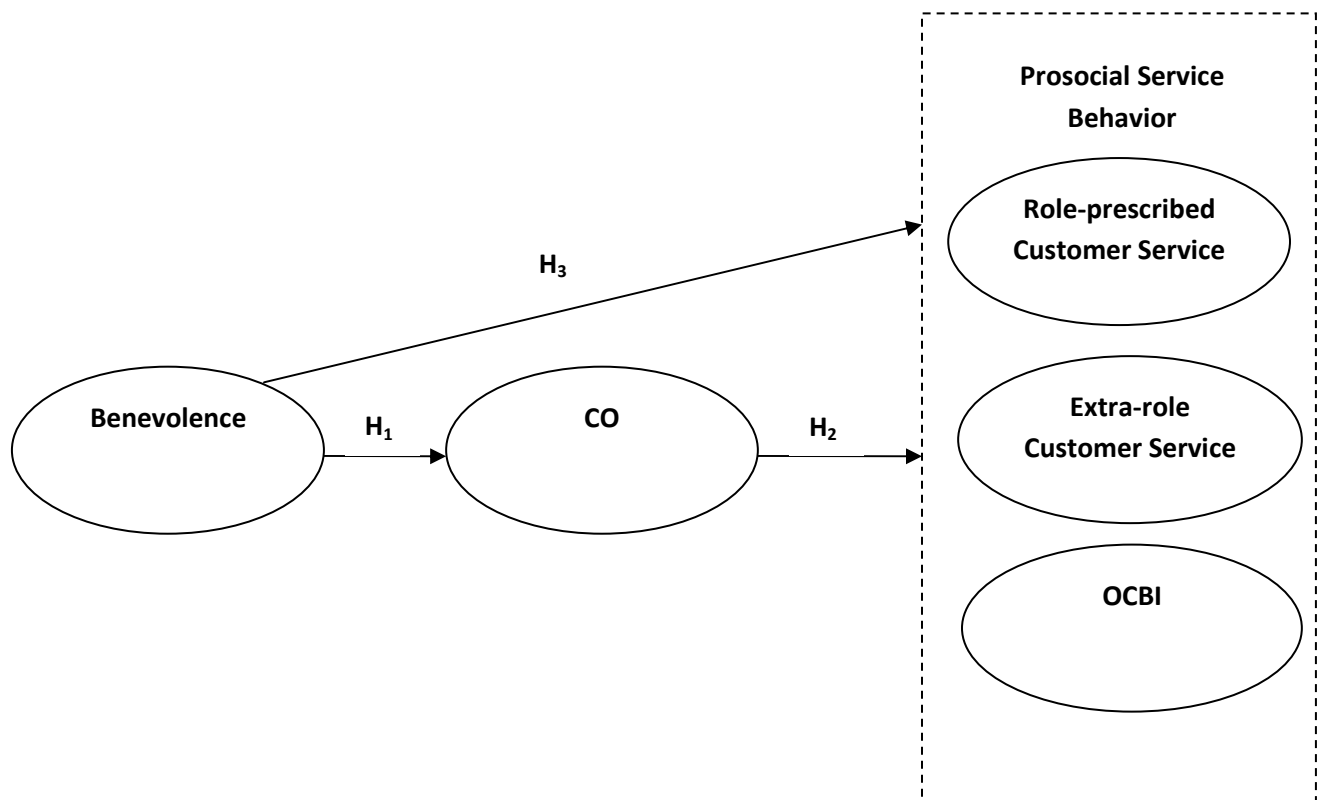 Prosocial Service
Behavior
Role-prescribed
Customer Service
H₃
Benevolence
H₁
CO
H₂
Extra-role
Customer Service
OCBI